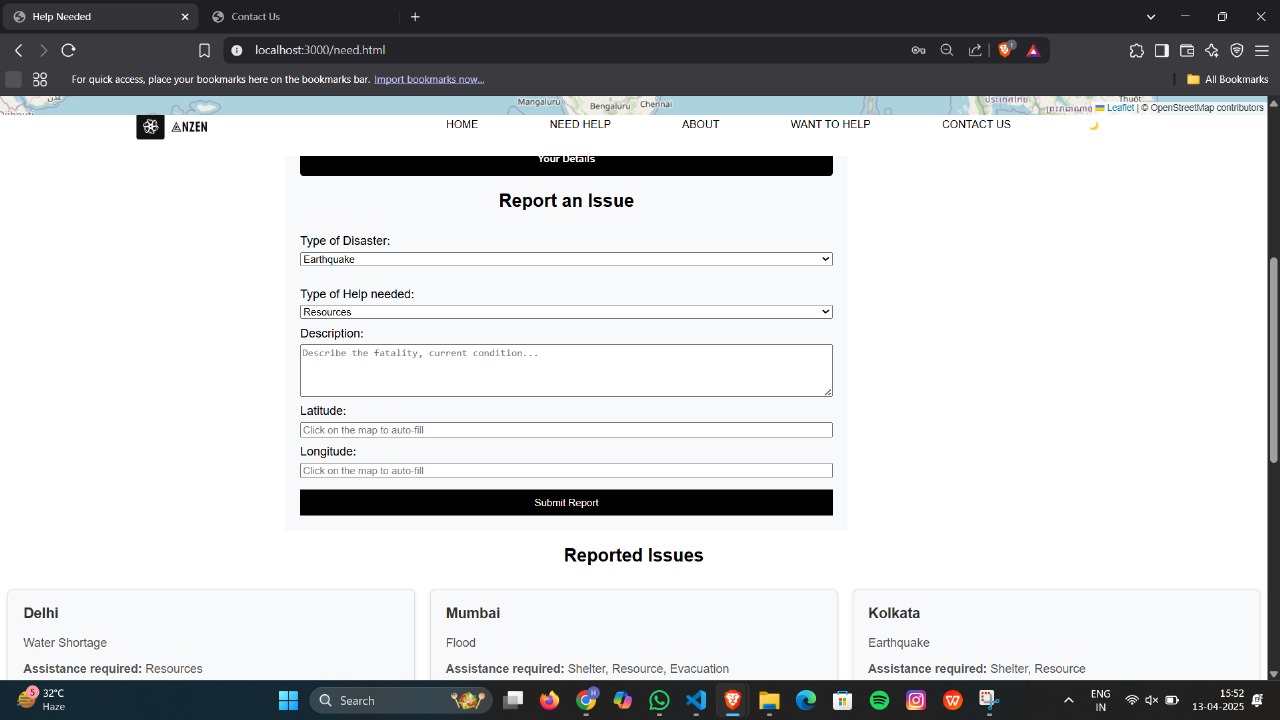 Help Needed
Contact Us
localhost:3000/need.html
1
For quick access, place your bookmarks here on the bookmarks bar. Import bookmarks now...
All Bookmarks
Mangaluru
Bengaluru
Chennai
Leaflet | © OpenStreetMap contributors
NZEN
HOME
NEED HELP
ABOUT
WANT TO HELP
CONTACT US
Your Details
Report an Issue
Type of Disaster:
Earthquake
Type of Help needed:
Resources
Description:
Describe the fatality, current condition...
Latitude:
Click on the map to auto-fill
Longitude:
Click on the map to auto-fill
Submit Report
Reported Issues
Delhi
Water Shortage
Assistance required: Resources
Mumbai
Flood
Assistance required: Shelter, Resource, Evacuation
Kolkata
Earthquake
Assistance required: Shelter, Resource
5
32°C
Haze
Search
H
W
ENG
IN
15:52
13-04-2025